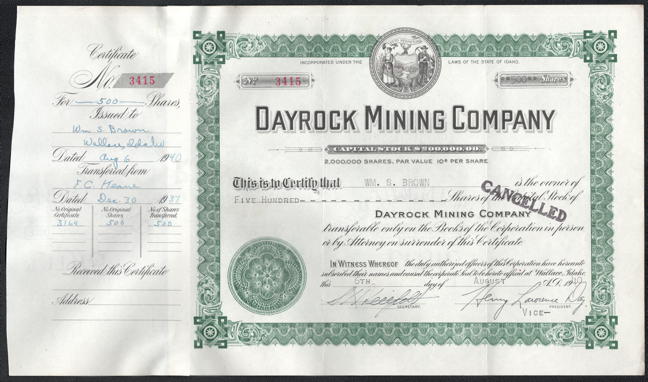 Certificate
No. 3415
For 500 Shares,
Issued to
Wm S Brown
Wallace, Idaho
Dated Aug 6 1940
Transferred from
F.C. Keane
Dated Dec. 30 1937
No. Original Certificate No. Original Shares No. of Shares Transferred
3164 500 500
Received this Certificate
Address
INCORPORATED UNDER THE LAWS OF THE STATE OF IDAHO.
No 3415
500 Shares
DAYROCK MINING COMPANY
CAPITAL STOCK $200,000.00.
2,000,000 SHARES, PAR VALUE 10¢ PER SHARE
This is to Certify that WM. S. BROWN is the owner of
FIVE HUNDRED Shares of the Capital Stock of
CANCELLED
DAYROCK MINING COMPANY
transferable only on the Books of the Corporation in person
or by Attorney on surrender of this Certificate.
IN WITNESS WHEREOF the duly authorized officers of this Corporation have hereunto
subscribed their names and caused the corporate Seal to be hereto affixed at Wallace, Idaho
this 6TH day of AUGUST A.D. 1940
SECRETARY. Henry Lawrence Day
VICE- PRESIDENT.